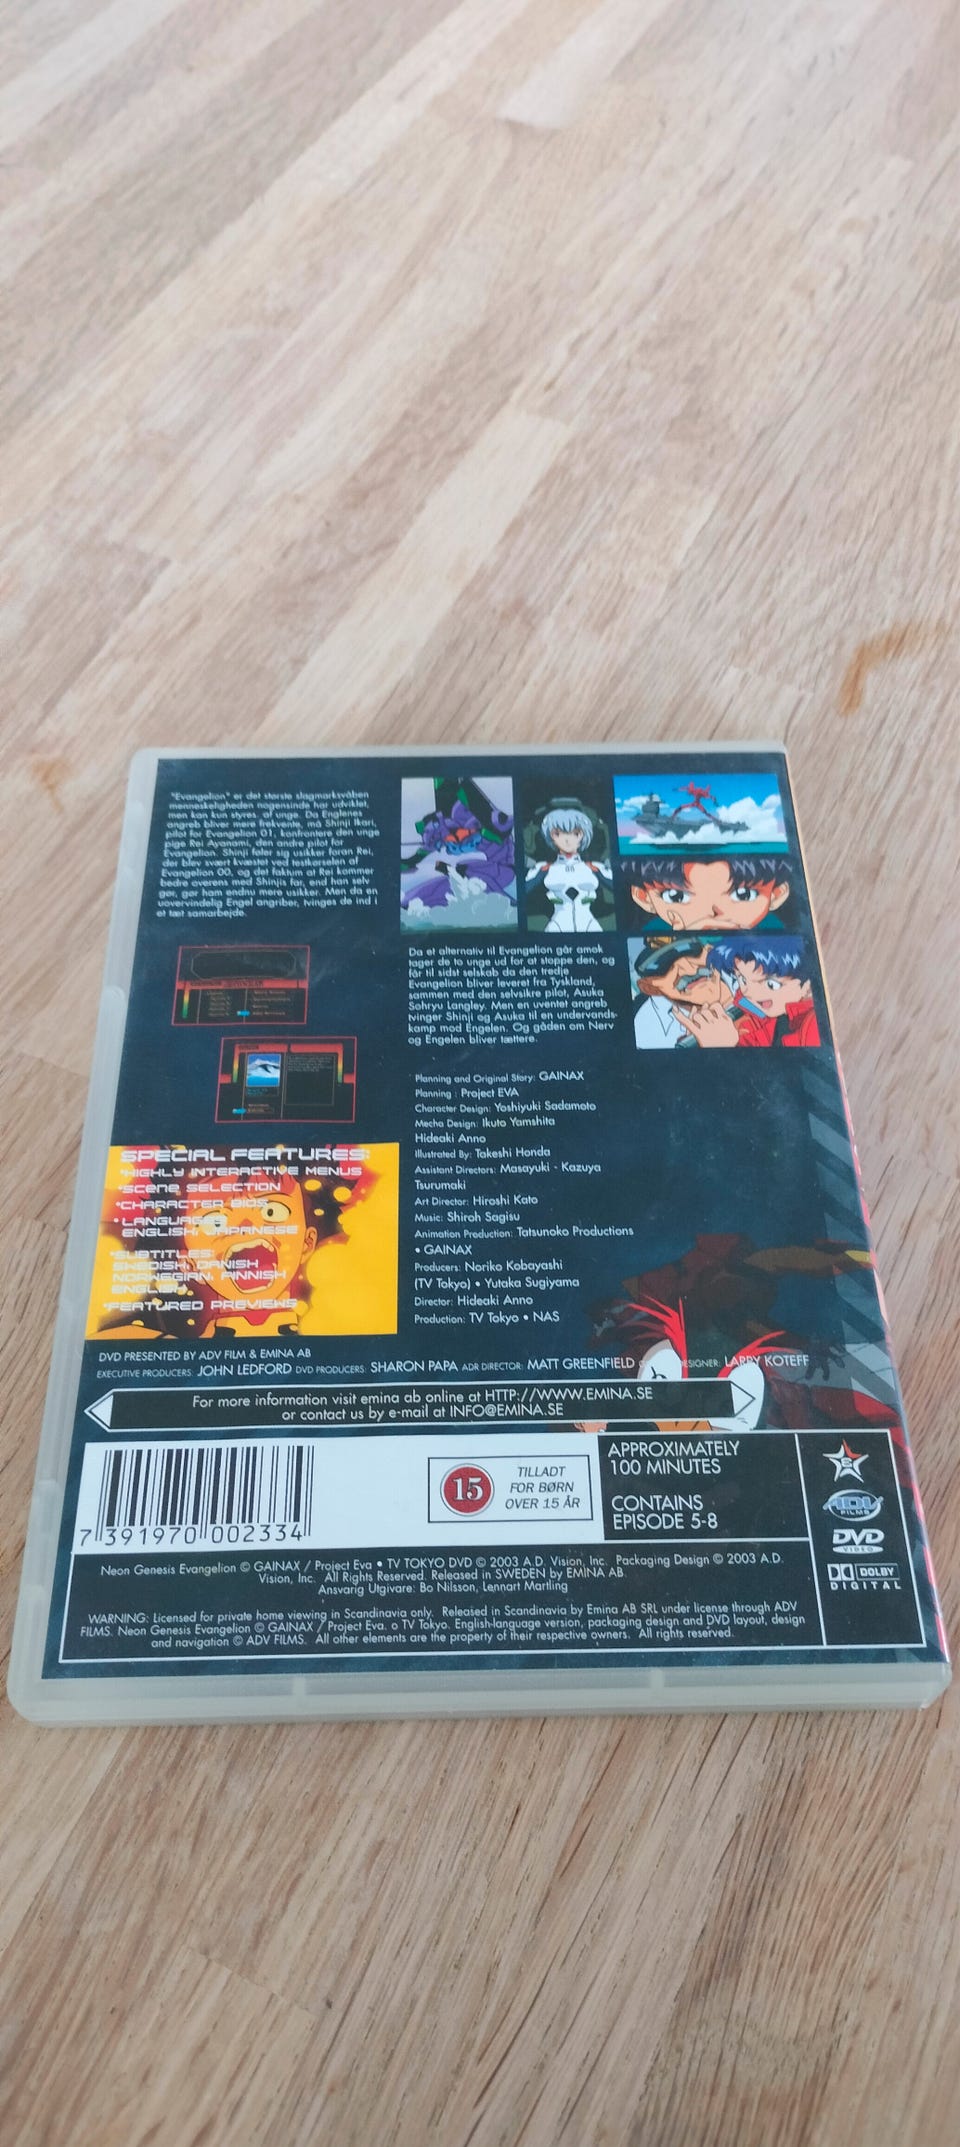 "Evangelion" er det største slagmarksvåben
menneskeligheden nogensinde har udviklet,
men kan kun styres af unge. Da Englenes
angreb bliver mere frekvente, må Shinji Ikari,
pilot for Evangelion 01, konfrontere den unge
pige Rei Ayanami, den anden pilot for
Evangelion. Shinji føler sig usikker foran Rei,
der blev svært kvæstet ved testkørselen af
Evangelion 00, og det faktum at Rei kommer
bedre overens med Shinjis far, end han selv
gør, gør ham endnu mere usikker. Men da en
uovervindelig Engel angriber, tvinges de ind i
et tæt samarbejde.
Da et alternativ til Evangelion går amok
tager de to unge ud for at stoppe den, og
får til sidst selskab da den tredje
Evangelion bliver leveret fra Tyskland,
sammen med den selvsikre pilot, Asuka
Sohryu Langley. Men en uventet angreb
tvinger Shinji og Asuka til en undervands-
kamp mod Engelen. Og gåden om Nerv
og Engelen bliver tættere.
Planning and Original Story: GAINAX
Planning : Project EVA
Character Design: Yoshiyuki Sadamoto
Mecha Design: Ikuto Yamshita
Hideaki Anno
Illustrated By: Takeshi Honda
Assistant Directors: Masayuki - Kazuya
Tsurumaki
Art Director: Hiroshi Kato
Music: Shiroh Sagisu
Animation Production: Tatsunoko Productions
• GAINAX
Producers: Noriko Kobayashi
(TV Tokyo) • Yutaka Sugiyama
Director: Hideaki Anno
Production: TV Tokyo • NAS
SPECIAL FEATURES:
•HIGHLY INTERACTIVE MENUS
•SCENE SELECTION
•CHARACTER BIOS
• LANGUAGES
ENGLISH, JAPANESE
•SUBTITLES:
SWEDISH, DANISH
NORWEGIAN, FINNISH
ENGLISH
•FEATURED PREVIEWS
DVD PRESENTED BY ADV FILM & EMINA AB
EXECUTIVE PRODUCERS: JOHN LEDFORD DVD PRODUCERS: SHARON PAPA ADR DIRECTOR: MATT GREENFIELD DESIGNER: LARRY KOTEFF
For more information visit emina ab online at HTTP://WWW.EMINA.SE
or contact us by e-mail at INFO@EMINA.SE
7 391970 002334
15
TILLADT
FOR BØRN
OVER 15 ÅR
APPROXIMATELY
100 MINUTES
CONTAINS
EPISODE 5-8
E
ADV
FILMS
DVD
VIDEO
DOLBY
DIGITAL
Neon Genesis Evangelion © GAINAX / Project Eva • TV TOKYO DVD © 2003 A.D. Vision, Inc. Packaging Design © 2003 A.D.
Vision, Inc. All Rights Reserved. Released in SWEDEN by EMINA AB.
Ansvarig Utgivare: Bo Nilsson, Lennart Martling
WARNING: Licensed for private home viewing in Scandinavia only. Released in Scandinavia by Emina AB SRL under license through ADV
FILMS. Neon Genesis Evangelion © GAINAX / Project Eva. o TV Tokyo. English-language version, packaging design and DVD layout, design
and navigation © ADV FILMS. All other elements are the property of their respective owners. All rights reserved.